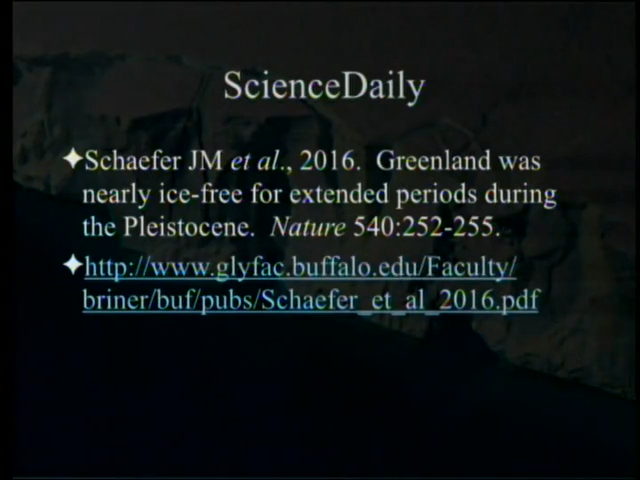 ScienceDaily
Schaefer JM et al., 2016. Greenland was
nearly ice-free for extended periods during
the Pleistocene. Nature 540:252-255.
http://www.glyfac.buffalo.edu/Faculty/
briner/buf/pubs/Schaefer_et_al_2016.pdf